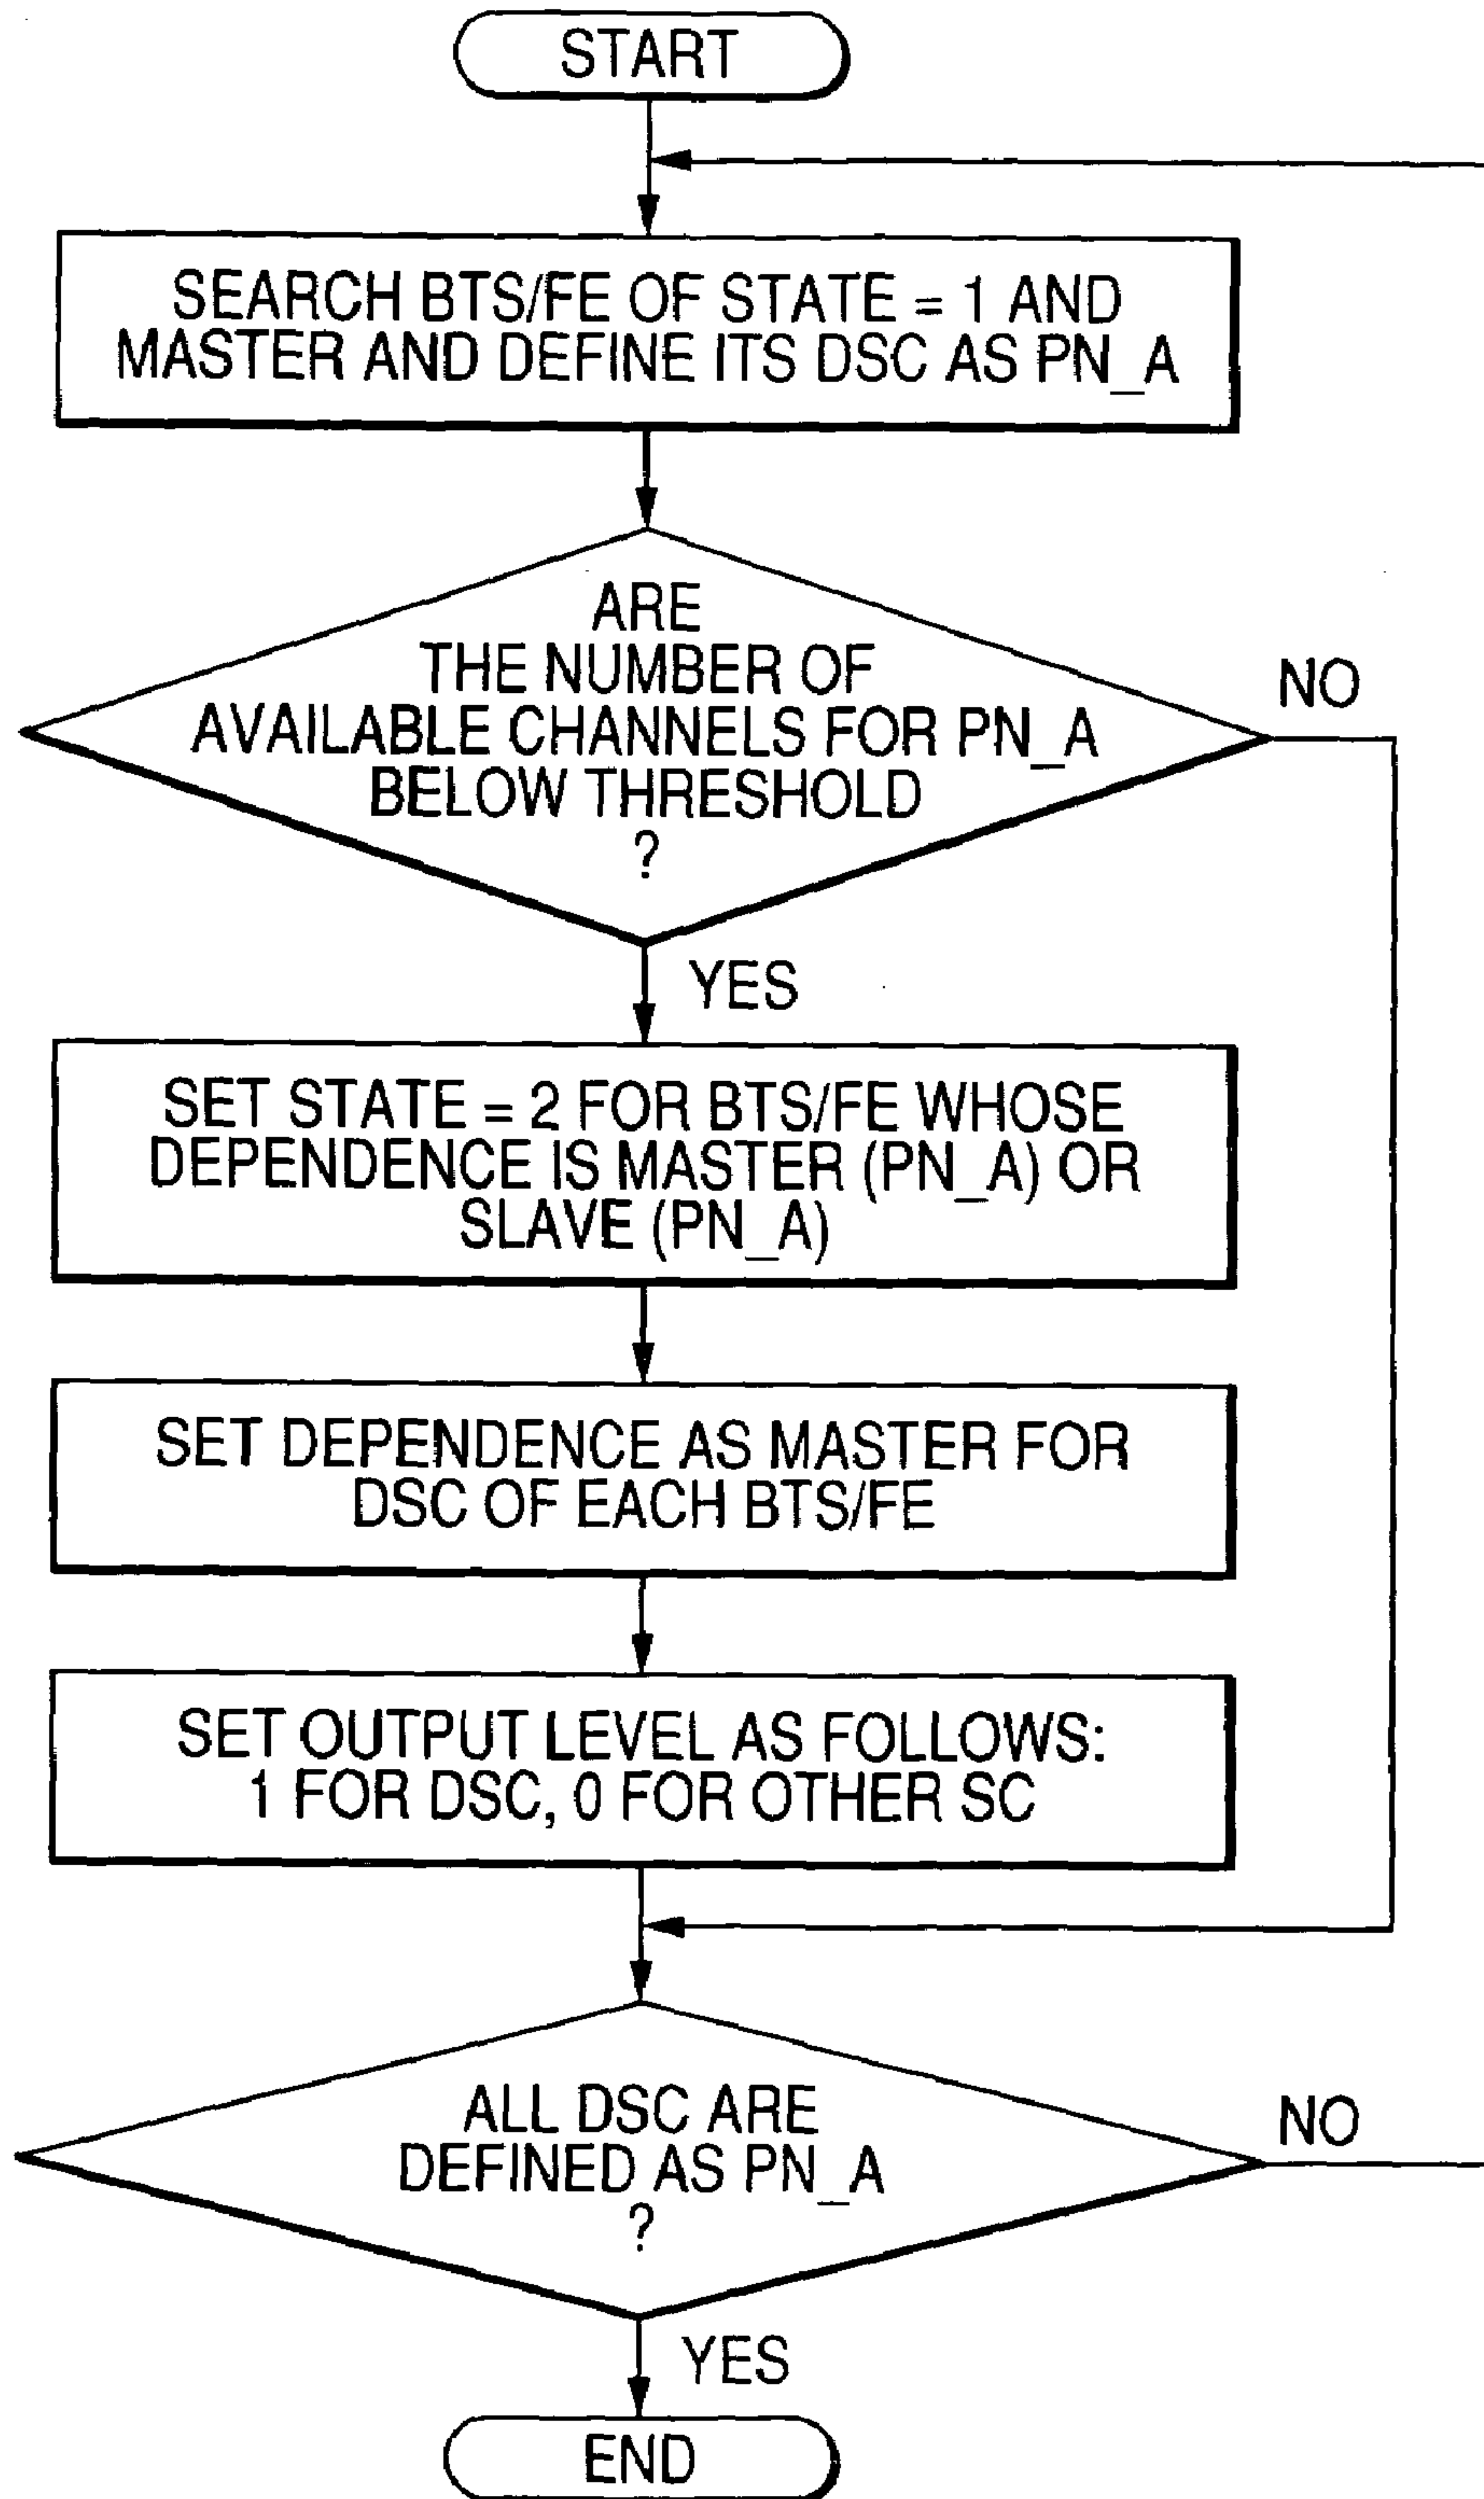 START
SEARCH BTS/FE OF STATE = 1 AND
MASTER AND DEFINE ITS DSC AS PN_A
ARE
THE NUMBER OF
AVAILABLE CHANNELS FOR PN_A
BELOW THRESHOLD
?
NO
YES
SET STATE = 2 FOR BTS/FE WHOSE
DEPENDENCE IS MASTER (PN_A) OR
SLAVE (PN_A)
SET DEPENDENCE AS MASTER FOR
DSC OF EACH BTS/FE
SET OUTPUT LEVEL AS FOLLOWS:
1 FOR DSC, 0 FOR OTHER SC
ALL DSC ARE
DEFINED AS PN_A
?
NO
YES
END